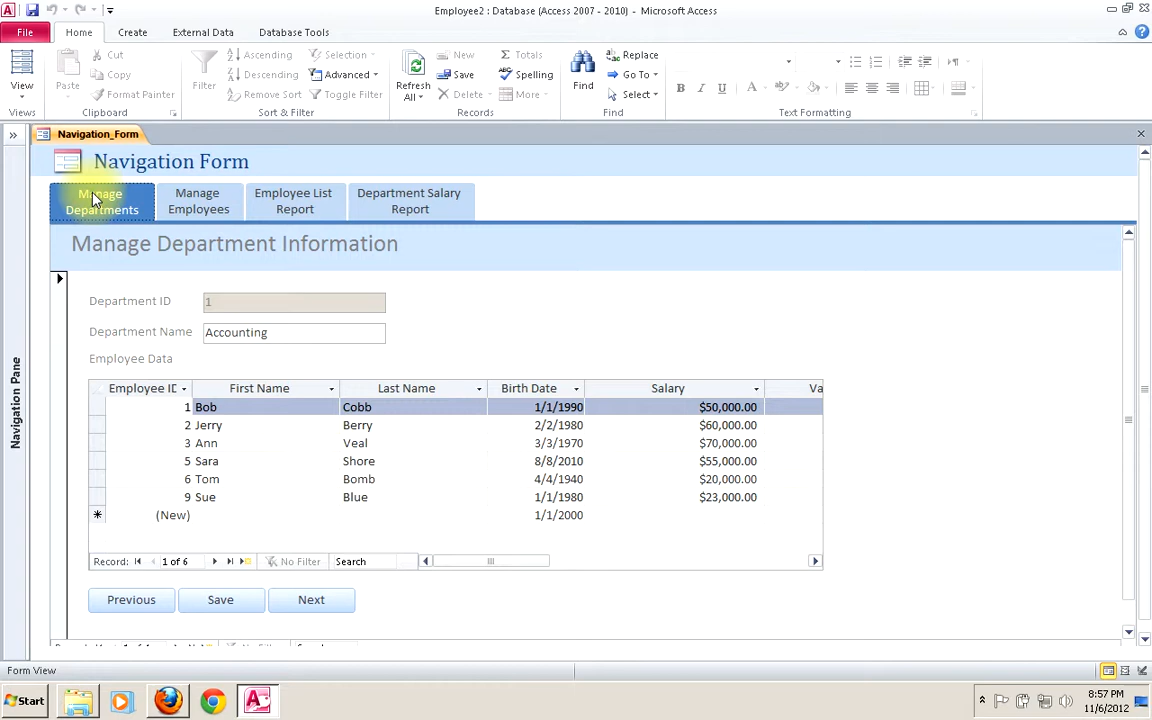 Employee2 : Database (Access 2007 - 2010) - Microsoft Access
File Home Create External Data Database Tools
View
Views
Paste
Cut
Copy
Format Painter
Clipboard
Filter
Ascending
Descending
Remove Sort
Selection
Advanced
Toggle Filter
Sort & Filter
Refresh
All
New
Save
Delete
Totals
Spelling
More
Records
Find
Replace
Go To
Select
Find
B I U
A
Text Formatting
Navigation_Form
Navigation Form
Manage
Departments
Manage
Employees
Employee List
Report
Department Salary
Report
Manage Department Information
Department ID 1
Department Name Accounting
Employee Data
Employee ID First Name Last Name Birth Date Salary Va
1 Bob Cobb 1/1/1990 $50,000.00
2 Jerry Berry 2/2/1980 $60,000.00
3 Ann Veal 3/3/1970 $70,000.00
5 Sara Shore 8/8/2010 $55,000.00
6 Tom Bomb 4/4/1940 $20,000.00
9 Sue Blue 1/1/1980 $23,000.00
(New) 1/1/2000
Record: 1 of 6 No Filter Search
Previous Save Next
Navigation Pane
Form View
Start
8:57 PM
11/6/2012